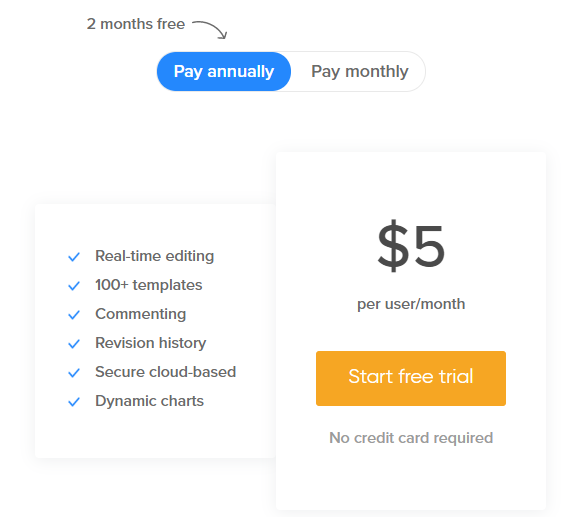 2 months free
Pay annually Pay monthly
Real-time editing
100+ templates
Commenting
Revision history
Secure cloud-based
Dynamic charts
$5
per user/month
Start free trial
No credit card required